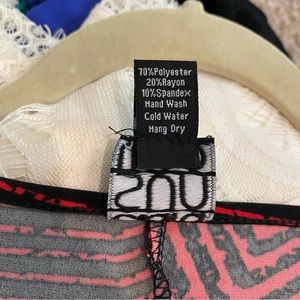 70%Polyester
20%Rayon
10%Spandex
Hand Wash
Cold Water
Hang Dry